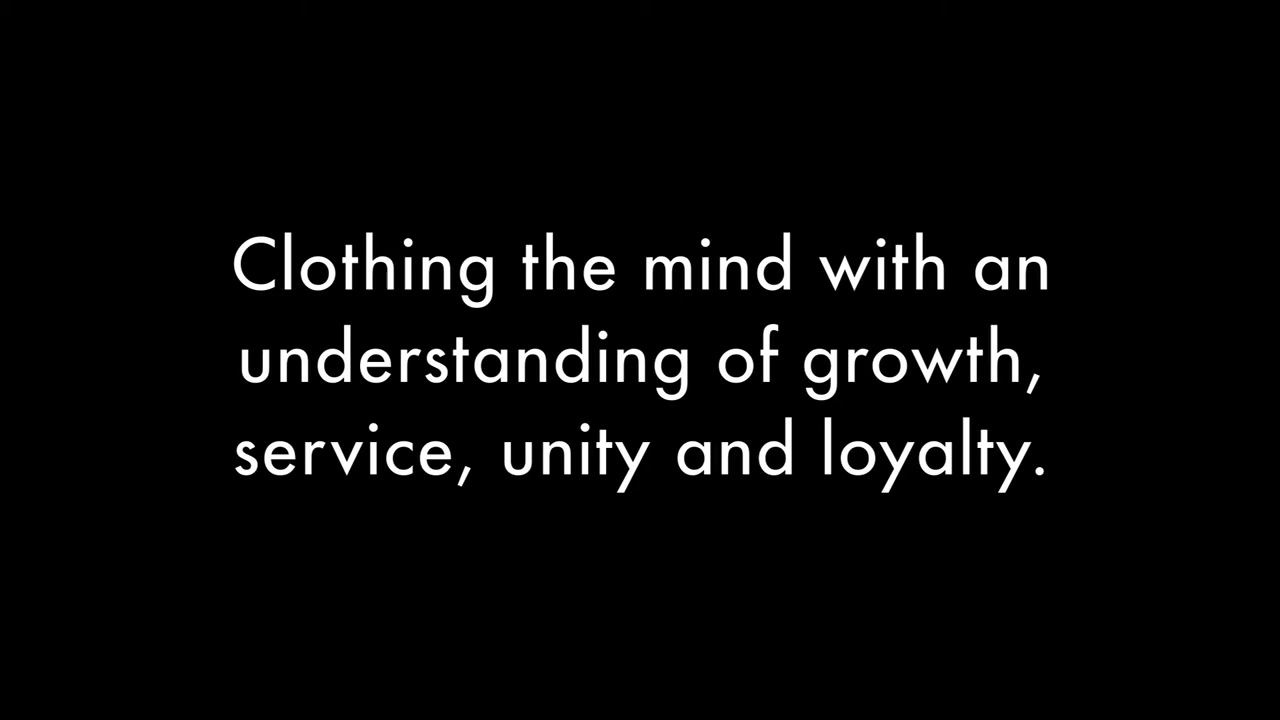 Clothing the mind with an
understanding of growth,
service, unity and loyalty.